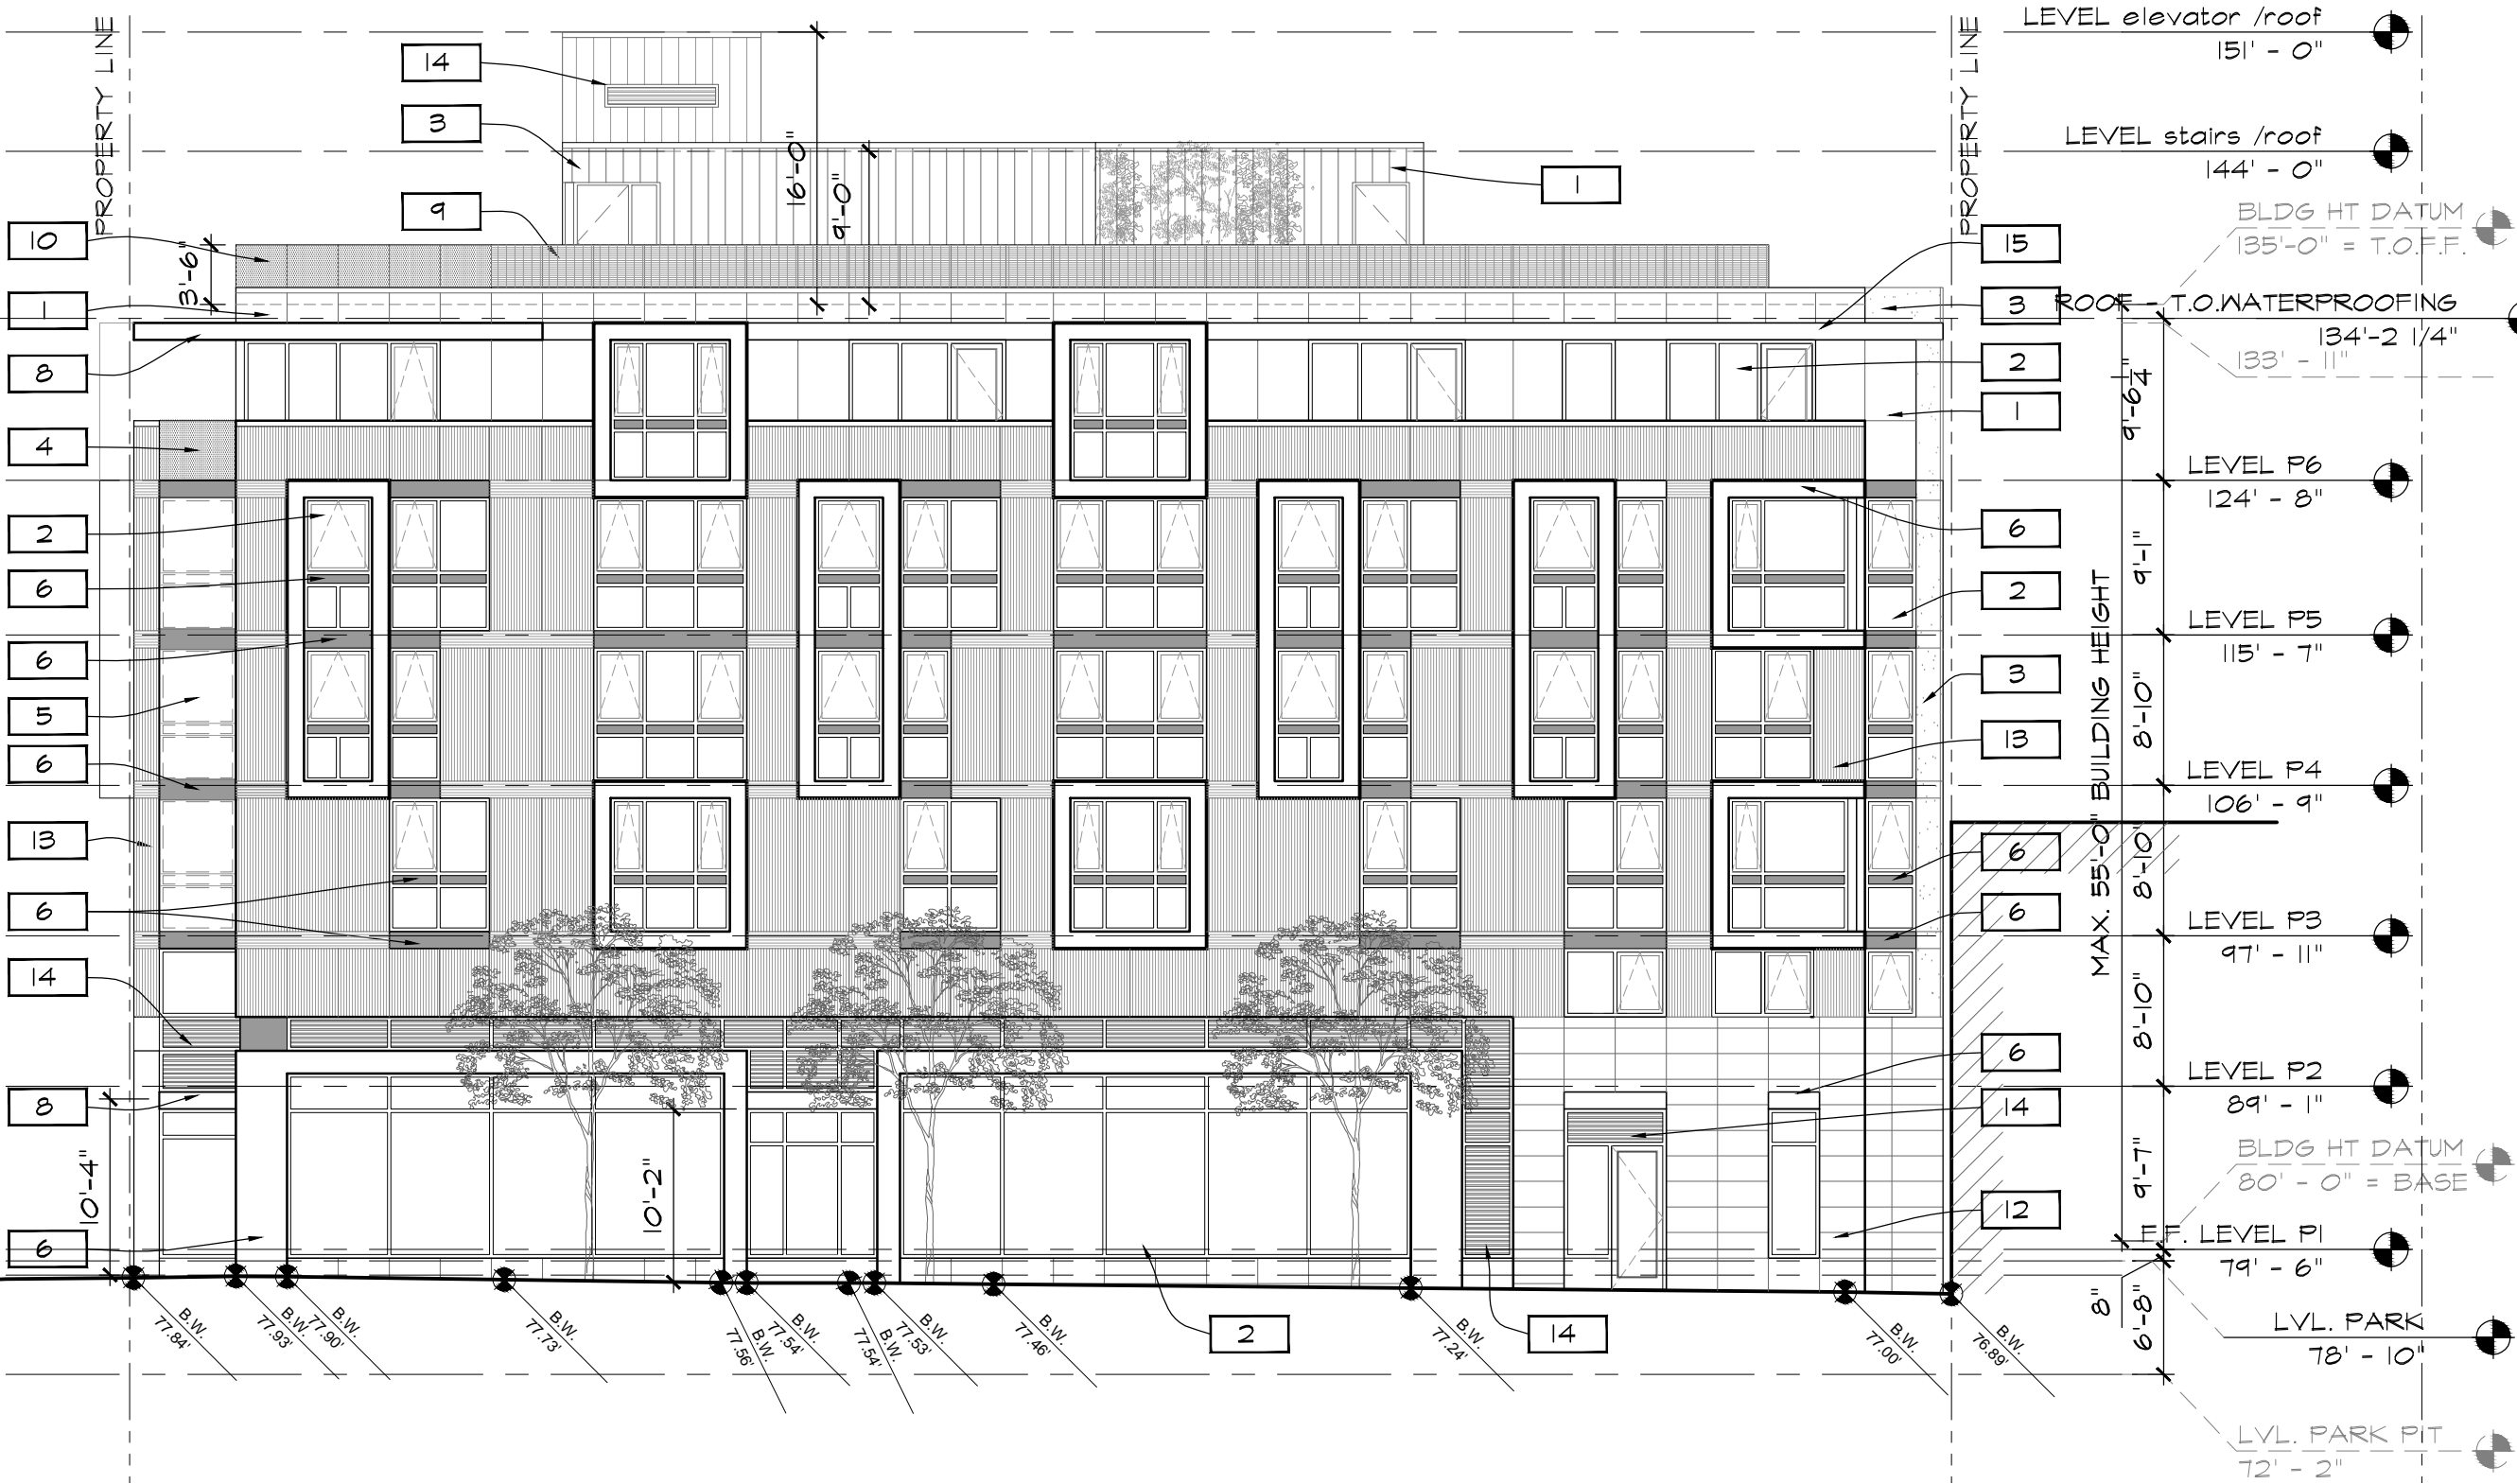 PROPERTY LINE
14
3
9
10
1
8
4
2
6
6
5
6
13
6
14
8
6
3'-6"
16'-0"
9'-0"
10'-4"
10'-2"
1
PROPERTY LINE
15
3
2
1
6
2
3
13
6
6
6
14
12
2
14
B.W.
77.84'
B.W.
77.93'
B.W.
77.90'
B.W.
77.73'
B.W.
77.56'
B.W.
77.54'
B.W.
77.54'
B.W.
77.53'
B.W.
77.46'
B.W.
77.24'
B.W.
77.00'
B.W.
76.89'
MAX. 55'-0" BUILDING HEIGHT
9'-6 1/4"
9'-1"
8'-10"
8'-10"
8'-10"
9'-7"
8"
6'-8"
LEVEL elevator /roof
151' - 0"
LEVEL stairs /roof
144' - 0"
BLDG HT DATUM
135'-0" = T.O.F.F.
ROOF - T.O.WATERPROOFING
134'-2 1/4"
133' - 11"
LEVEL P6
124' - 8"
LEVEL P5
115' - 7"
LEVEL P4
106' - 9"
LEVEL P3
97' - 11"
LEVEL P2
89' - 1"
BLDG HT DATUM
80' - 0" = BASE
F.F. LEVEL P1
79' - 6"
LVL. PARK
78' - 10"
LVL. PARK PIT
72' - 2"